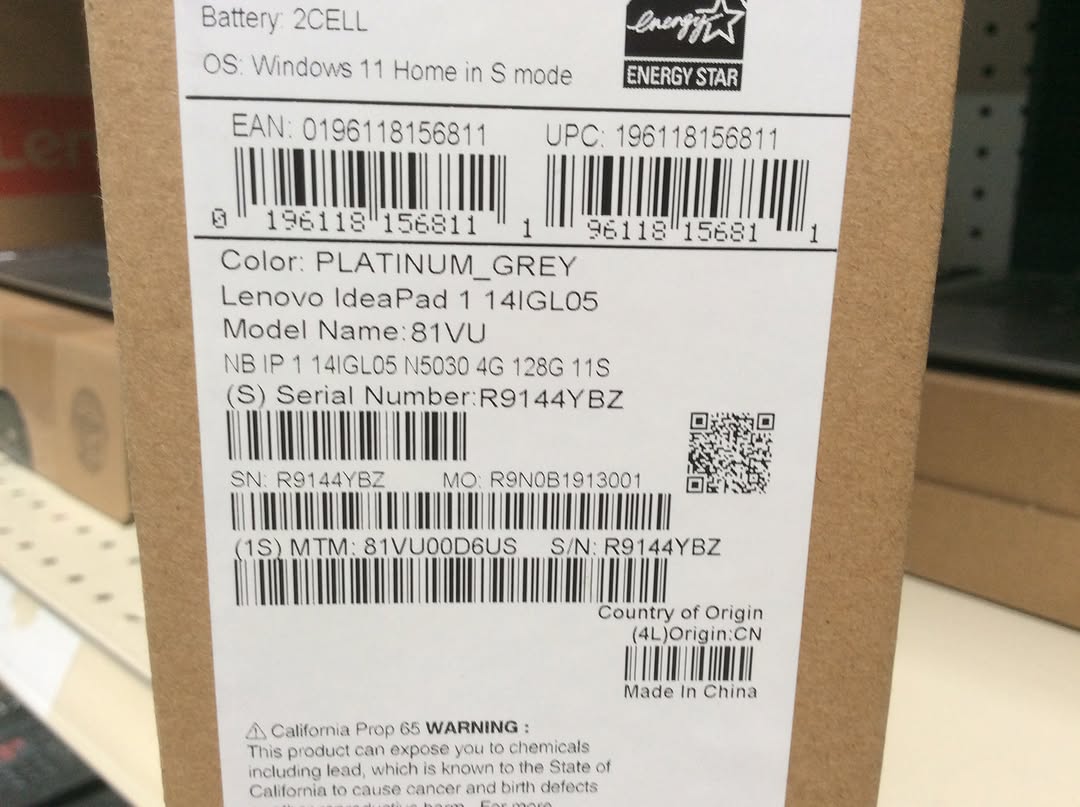 Battery: 2CELL
energy
OS: Windows 11 Home in S mode
ENERGY STAR
EAN: 0196118156811
UPC: 196118156811
0 196118 156811
1 96118 15681 1
Color: PLATINUM_GREY
Lenovo IdeaPad 1 14IGL05
Model Name:81VU
NB IP 1 14IGL05 N5030 4G 128G 11S
(S) Serial Number:R9144YBZ
SN: R9144YBZ MO: R9N0B1913001
(1S) MTM: 81VU00D6US S/N: R9144YBZ
Country of Origin
(4L)Origin:CN
Made In China
⚠ California Prop 65 WARNING :
This product can expose you to chemicals
including lead, which is known to the State of
California to cause cancer and birth defects
Len